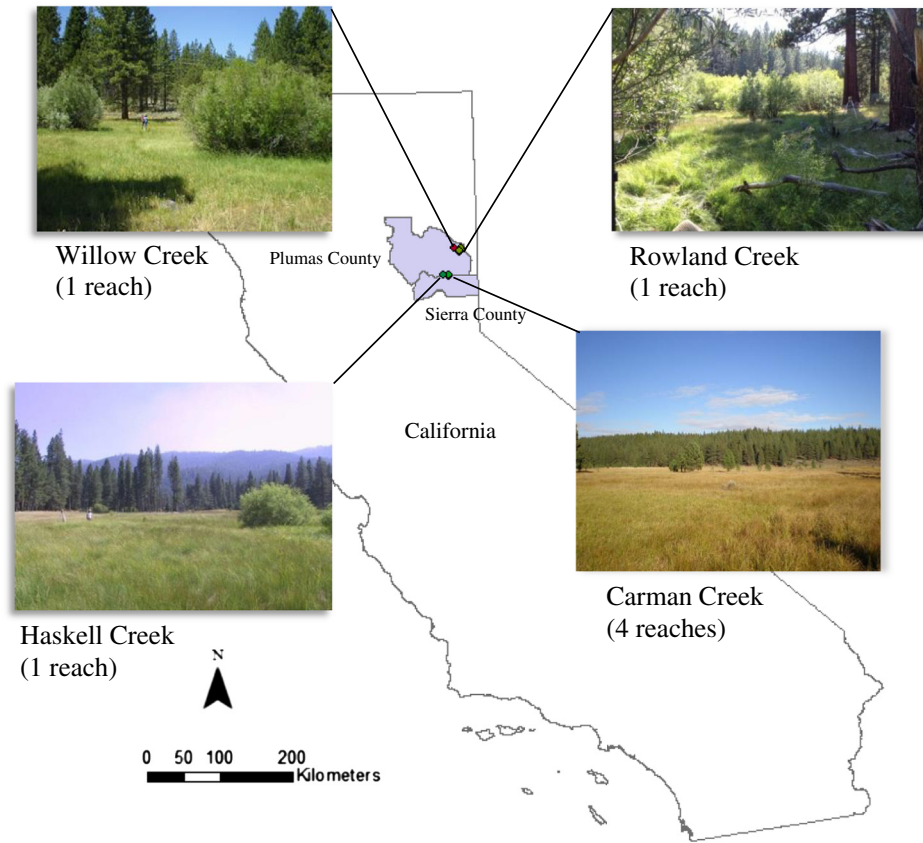 Willow Creek
(1 reach)
Plumas County
Rowland Creek
(1 reach)
Sierra County
California
Haskell Creek
(1 reach)
Carman Creek
(4 reaches)
N
0 50 100 200
Kilometers